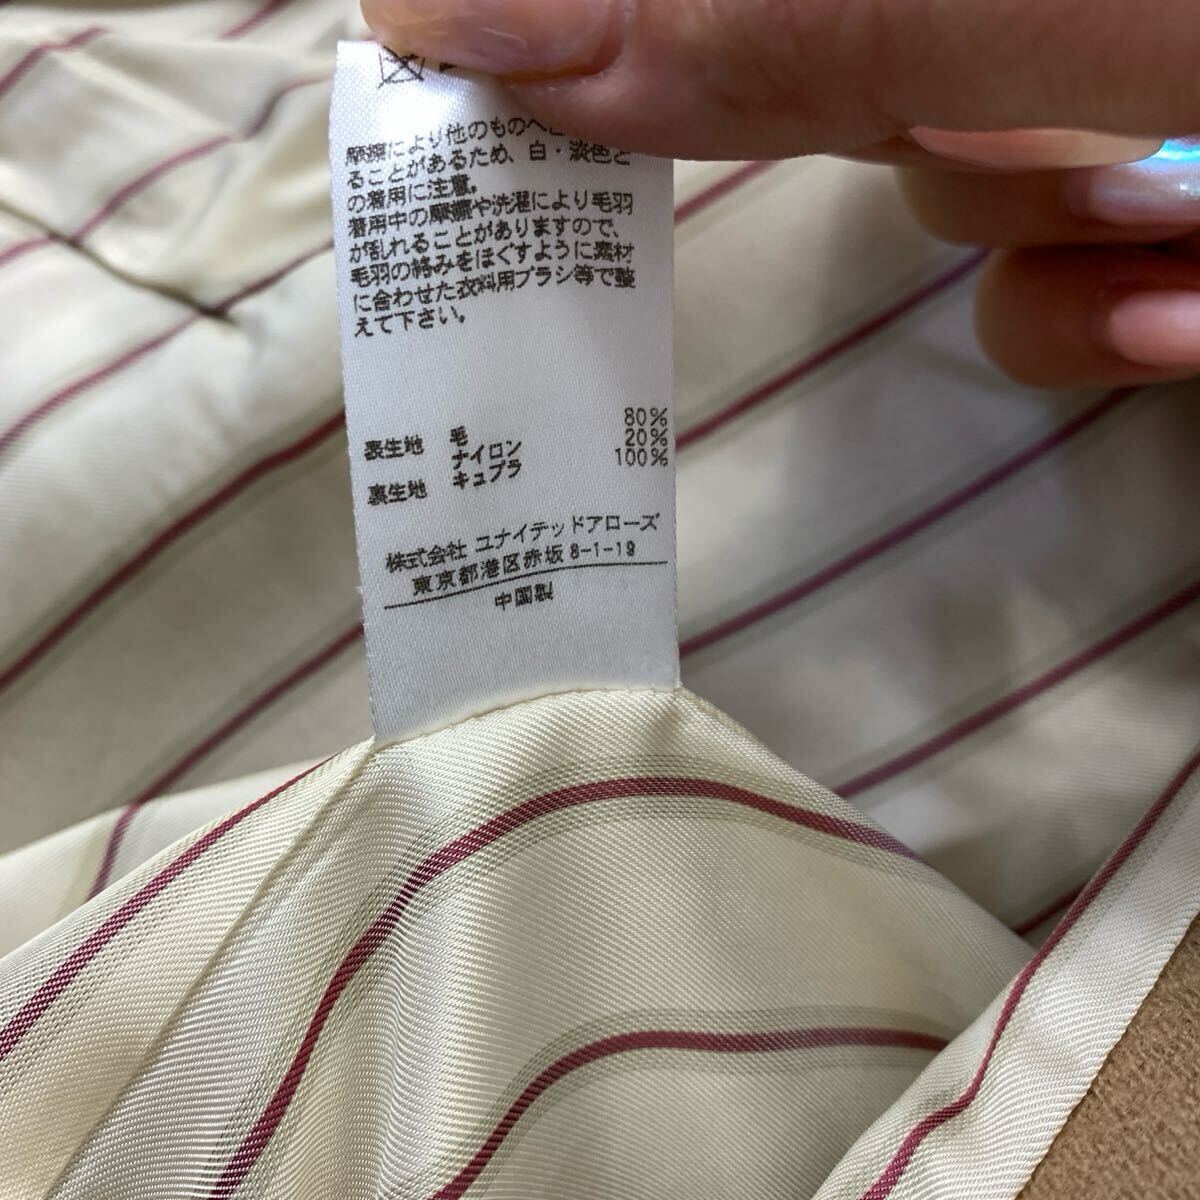 摩擦により他のものへ
ることがあるため、白・淡色と
の着用に注意。
着用中の摩擦や洗濯により毛羽
が乱れることがありますので、
毛羽の絡みをほぐすように素材
に合わせた衣料用ブラシ等で整
えて下さい。
表生地 毛 80%
ナイロン 20%
裏生地 キュプラ 100%
株式会社 ユナイテッドアローズ
東京都港区赤坂 8-1-19
中国製